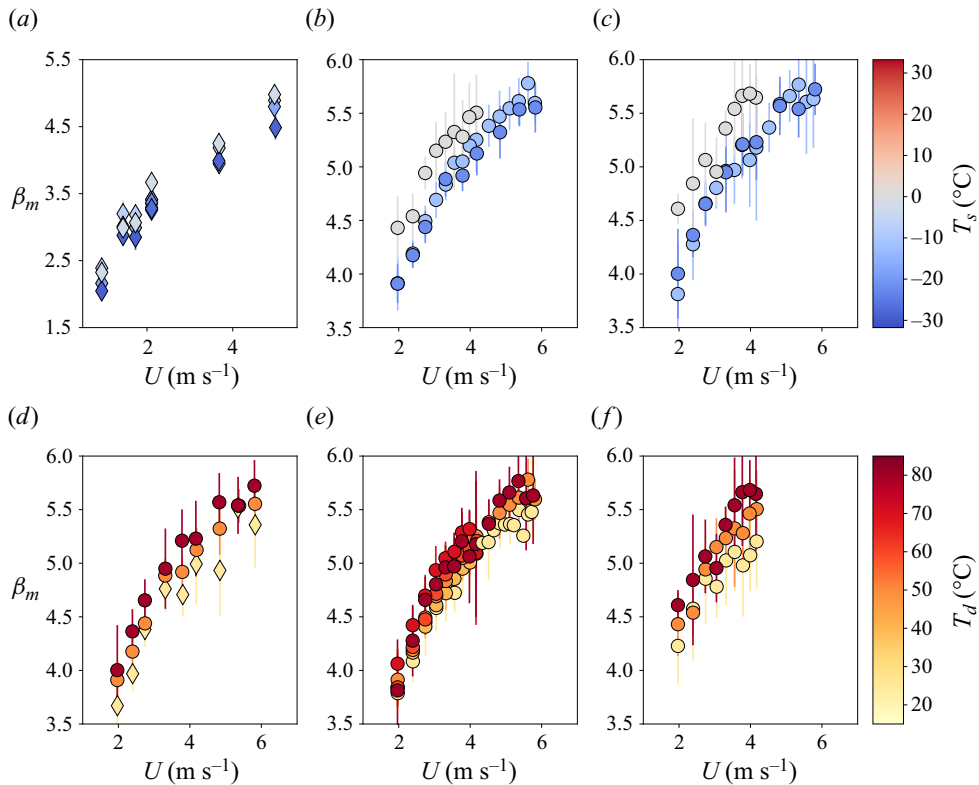 (a) (b) (c)
5.5 6.0 6.0
30
5.5 5.5
20
4.5
10
βm 5.0 5.0 Ts (°C)
3.5 0
4.5 4.5
−10
2.5
4.0 4.0 −20
1.5 3.5 3.5 −30
2 4 2 4 6 2 4 6
U (m s−1) U (m s−1) U (m s−1)
(d) (e) (f)
6.0 6.0 6.0
80
5.5 5.5 5.5 70
60
βm 5.0 5.0 5.0 Td (°C)
50
4.5 4.5 4.5 40
30
4.0 4.0 4.0
20
3.5 3.5 3.5
2 4 6 2 4 6 2 4 6
U (m s−1) U (m s−1) U (m s−1)